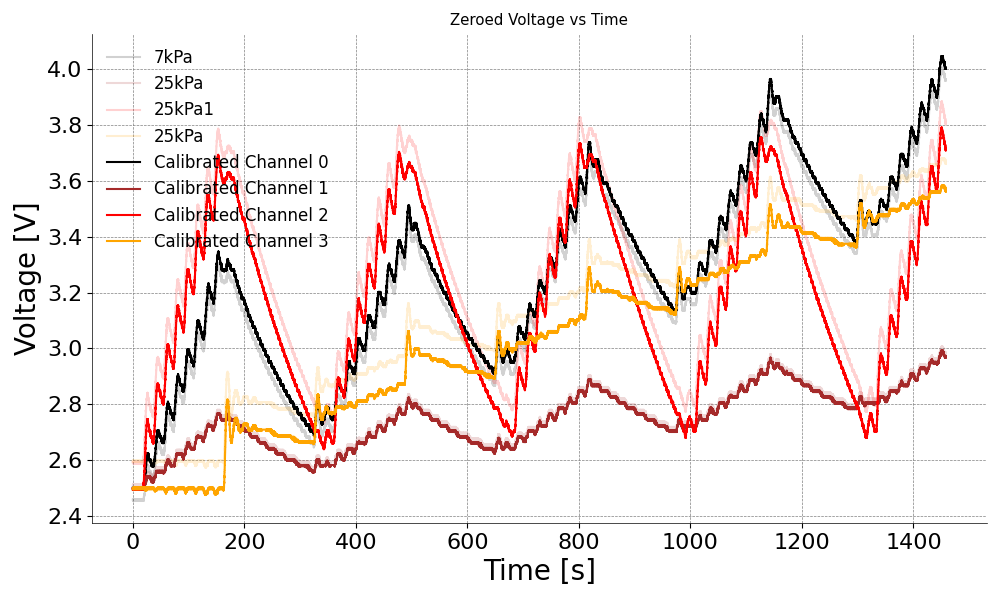 Zeroed Voltage vs Time
7kPa
25kPa
25kPa1
25kPa
Calibrated Channel 0
Calibrated Channel 1
Calibrated Channel 2
Calibrated Channel 3
Voltage [V]
4.0
3.8
3.6
3.4
3.2
3.0
2.8
2.6
2.4
0 200 400 600 800 1000 1200 1400
Time [s]